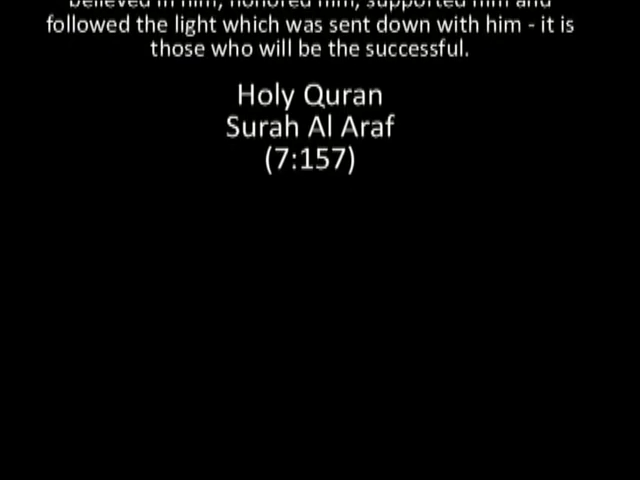 believed in him, honored him, supported him and
followed the light which was sent down with him - it is
those who will be the successful.
Holy Quran
Surah Al Araf
(7:157)